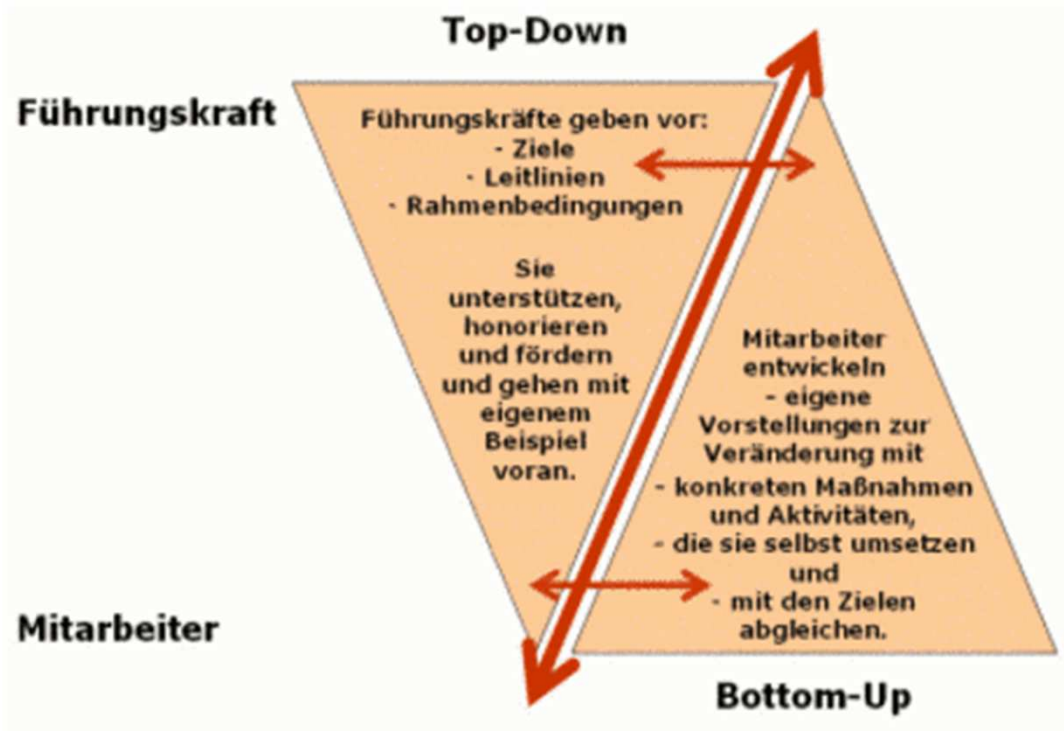 Top-Down
Führungskraft
Führungskräfte geben vor:
- Ziele
- Leitlinien
- Rahmenbedingungen
Sie
unterstützen,
honorieren
und fördern
und gehen mit
eigenem
Beispiel
voran.
Mitarbeiter
entwickeln
- eigene
Vorstellungen zur
Veränderung mit
- konkreten Maßnahmen
und Aktivitäten,
- die sie selbst umsetzen
und
- mit den Zielen
abgleichen.
Mitarbeiter
Bottom-Up